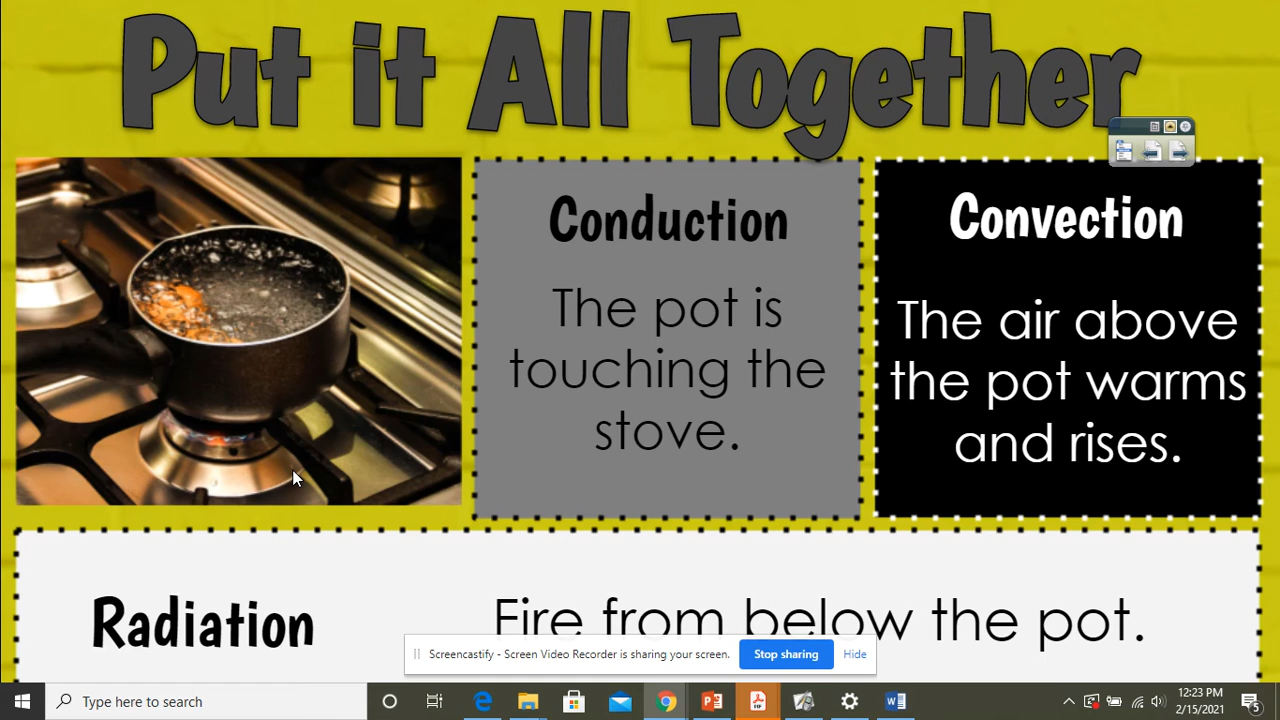 Put it All Together
Conduction
The pot is
touching the
stove.
Convection
The air above
the pot warms
and rises.
Radiation
Fire from below the pot.
Screencastify - Screen Video Recorder is sharing your screen.
Stop sharing
Hide
Type here to search
12:23 PM
2/15/2021
5